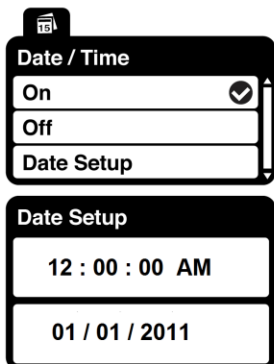 15
Date / Time
On
Off
Date Setup
Date Setup
12 : 00 : 00 AM
01 / 01 / 2011